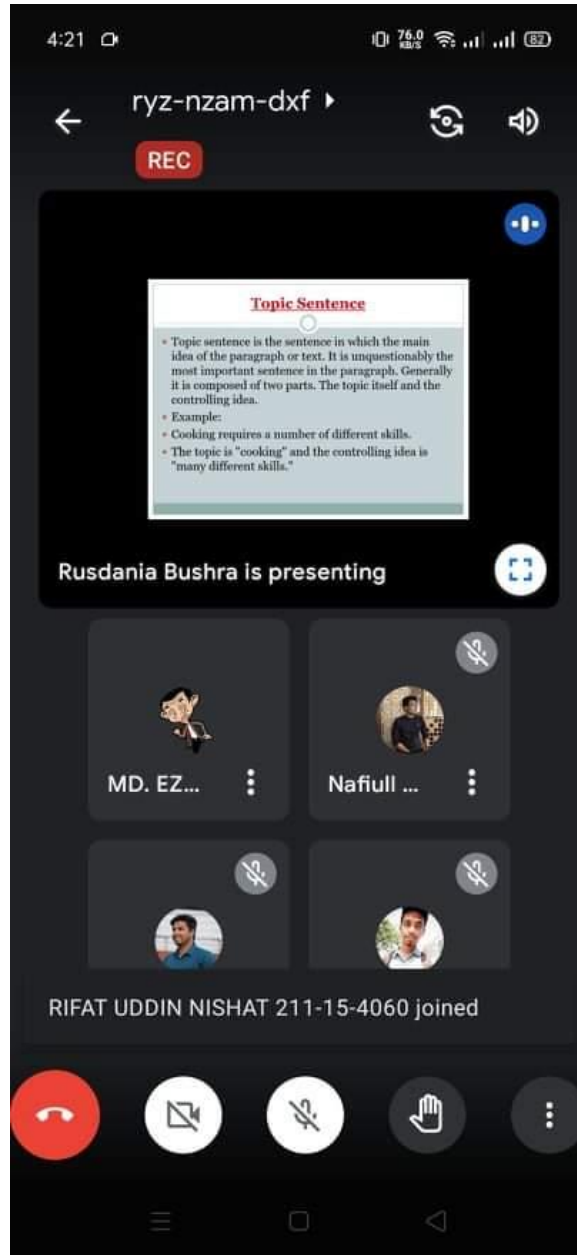 4:21
76.0
KB/S
82
ryz-nzam-dxf
REC
Topic Sentence
Topic sentence is the sentence in which the main
idea of the paragraph or text. It is unquestionably the
most important sentence in the paragraph. Generally
it is composed of two parts. The topic itself and the
controlling idea.
Example:
Cooking requires a number of different skills.
The topic is "cooking" and the controlling idea is
"many different skills."
Rusdania Bushra is presenting
MD. EZ...
Nafiull ...
RIFAT UDDIN NISHAT 211-15-4060 joined